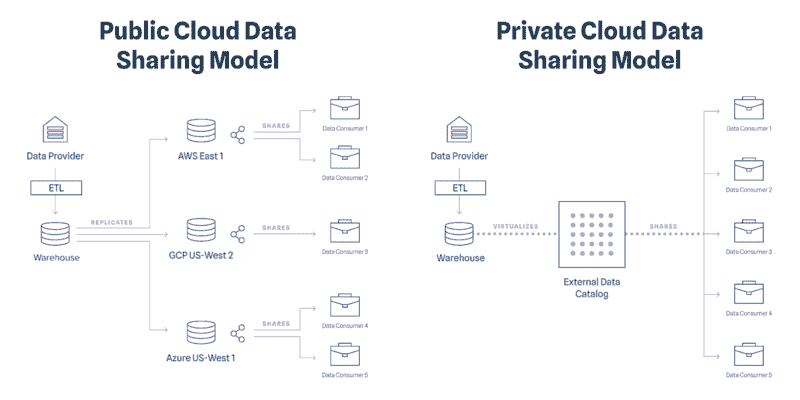 Public Cloud Data
Sharing Model
Data Provider
ETL
Warehouse
REPLICATES
AWS East 1
SHARES
Data Consumer 1
Data Consumer 2
GCP US-West 2
SHARES
Data Consumer 3
Azure US-West 1
SHARES
Data Consumer 4
Data Consumer 5
Private Cloud Data
Sharing Model
Data Provider
ETL
Warehouse
VIRTUALIZES
External Data
Catalog
SHARES
Data Consumer 1
Data Consumer 2
Data Consumer 3
Data Consumer 4
Data Consumer 5